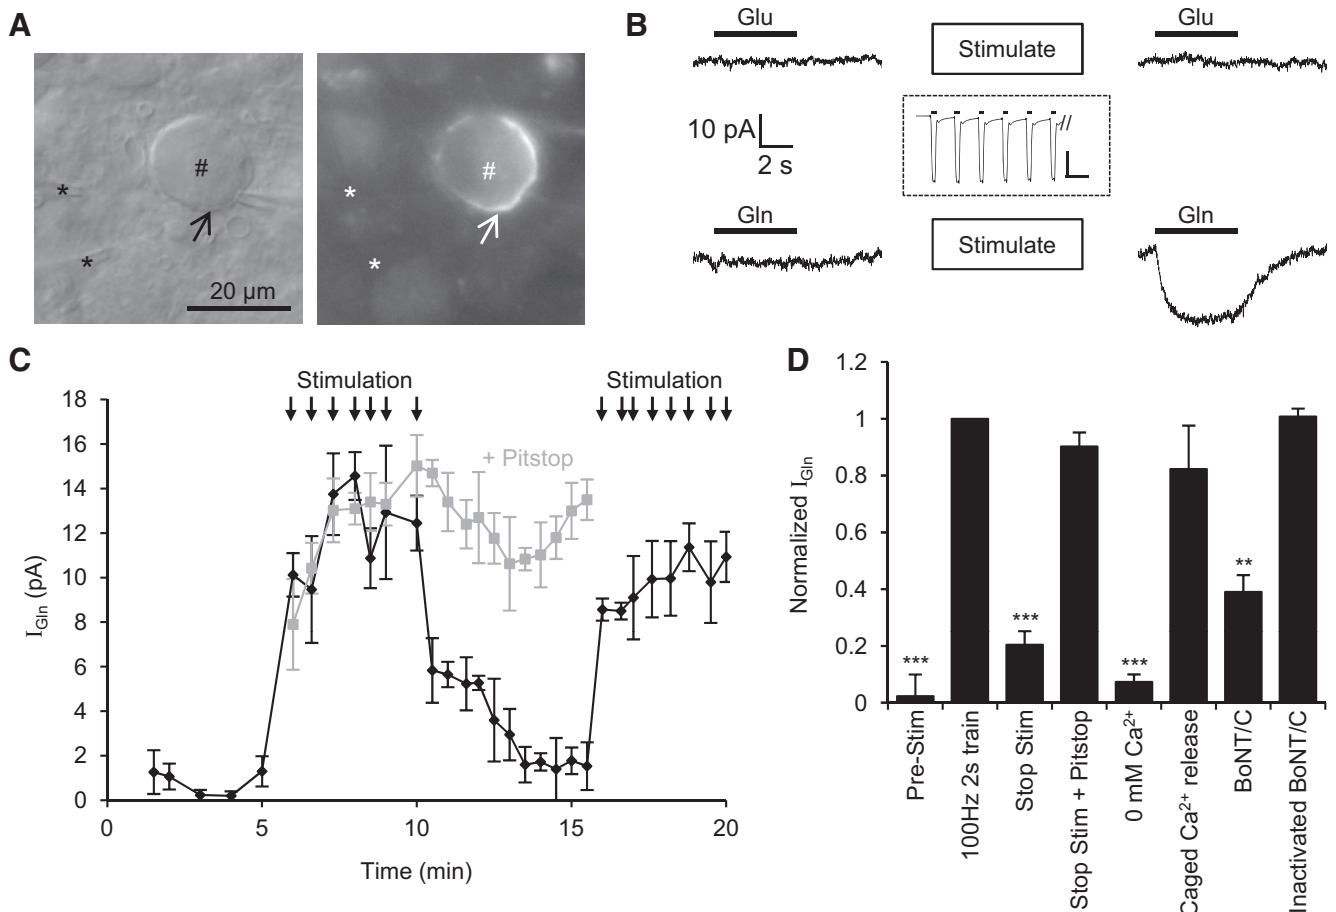 A
#
*
*
20 µm
#
*
*
B
Glu
Stimulate
Glu
10 pA
2 s
//
Gln
Stimulate
Gln
C
Stimulation
Stimulation
+ Pitstop
18
16
14
12
10
8
6
4
2
0
I_Gln (pA)
0
5
10
15
20
Time (min)
D
1.2
1
0.8
0.6
0.4
0.2
0
Normalized I_Gln
***
***
***
**
Pre-Stim
100Hz 2s train
Stop Stim
Stop Stim + Pitstop
0 mM Ca²⁺
Caged Ca²⁺ release
BoNT/C
Inactivated BoNT/C